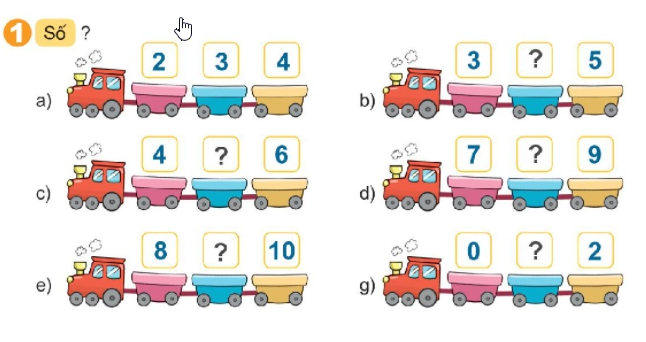 1 Số ?
a) 2 3 4 b) 3 ? 5
c) 4 ? 6 d) 7 ? 9
e) 8 ? 10 g) 0 ? 2